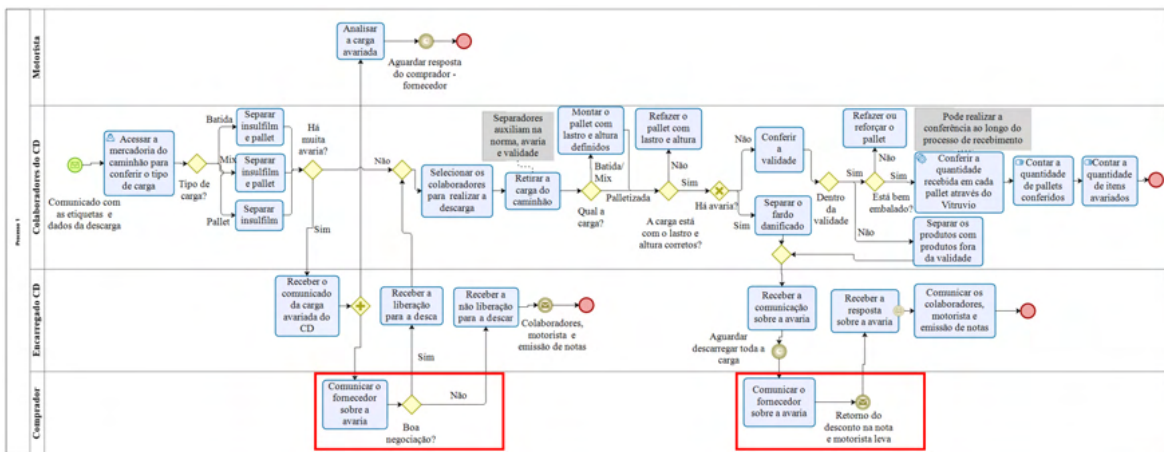 Processo 1
Motorista
Analisar
a carga
avariada
Aguardar resposta
do comprador -
fornecedor
Colaboradores do CD
Comunicado com
as etiquetas e
dados da descarga
Acessar a
mercadoria do
caminhão para
conferir o tipo
de carga
Tipo de
carga?
Batida
Mix
Pallet
Separar
insulfilm
e pallet
Separar
insulfilm
e pallet
Separar
insulfilm
Há
muita
avaria?
Não
Sim
Selecionar os
colaboradores
para realizar a
descarga
Separadores
auxiliam na
norma, avaria
e validade
Retirar a
carga do
caminhão
Montar o
pallet com
lastro e altura
definidos
Batida/
Mix
Palletizada
Qual a
carga?
Refazer o
pallet com
lastro e altura
Não
Sim
A carga está
com o lastro e
altura corretos?
Há avaria?
Não
Sim
Conferir
a
validade
Separar o
fardo
danificado
Dentro
da
validade
Sim
Não
Refazer ou
reforçar o
pallet
Não
Sim
Está bem
embalado?
Separar os
produtos com
produtos fora
da validade
Pode realizar a
conferência ao longo do
processo de recebimento
Conferir a
quantidade
recebida em cada
pallet através do
Vitruvio
Contar a
quantidade
de pallets
conferidos
Contar a
quantidade
de itens
avariados
Encarregado CD
Receber o
comunicado
da carga
avariada do
CD
Receber a
liberação
para a desca
Receber a
não liberação
para a descar
Colaboradores,
motorista e
emissão de notas
Sim
Não
Receber a
comunicação
sobre a avaria
Aguardar
descarregar toda a
carga
Receber a
resposta
sobre a avaria
Comunicar os
colaboradores,
motorista e
emissão de notas
Comprador
Comunicar o
fornecedor
sobre a
avaria
Boa
negociação?
Comunicar o
fornecedor
sobre a
avaria
Retorno do
desconto na nota
e motorista leva